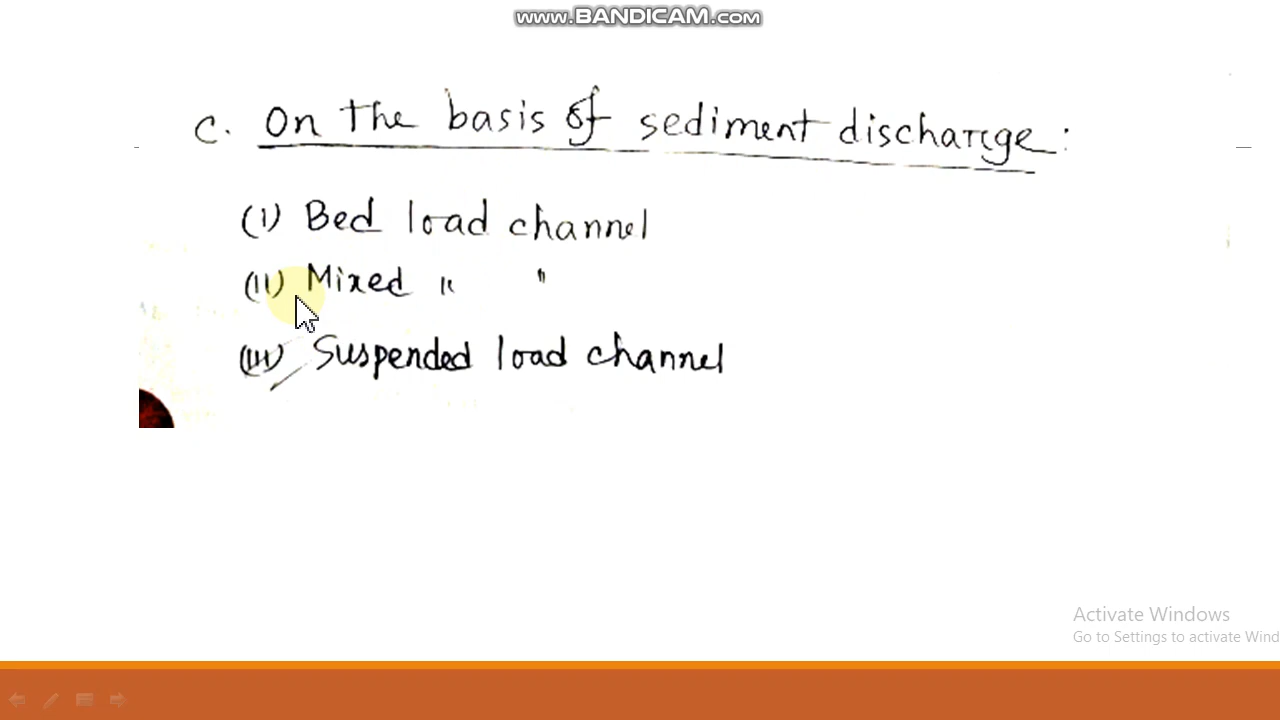 www.BANDICAM.com
C. On the basis of sediment discharge:
(I) Bed load channel
(II) Mixed " "
(III) Suspended load channel
Activate Windows
Go to Settings to activate Wind